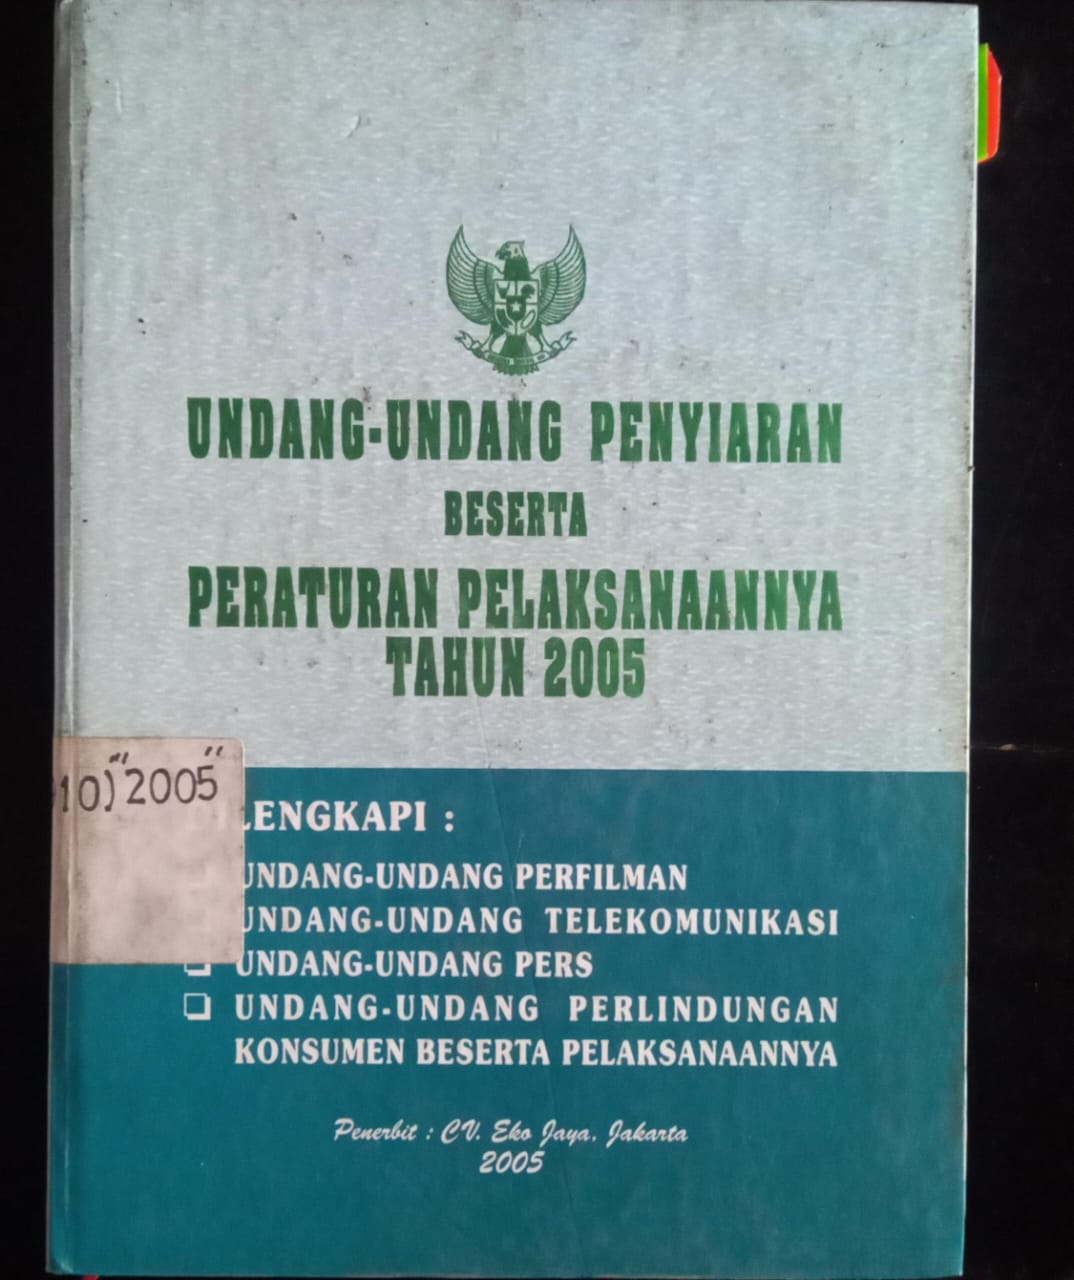 UNDANG-UNDANG PENYIARAN
BESERTA
PERATURAN PELAKSANAANNYA
TAHUN 2005
10) "2005"
LENGKAPI :
UNDANG-UNDANG PERFILMAN
UNDANG-UNDANG TELEKOMUNIKASI
UNDANG-UNDANG PERS
UNDANG-UNDANG PERLINDUNGAN
KONSUMEN BESERTA PELAKSANAANNYA
Penerbit : CV. Eko Jaya, Jakarta
2005